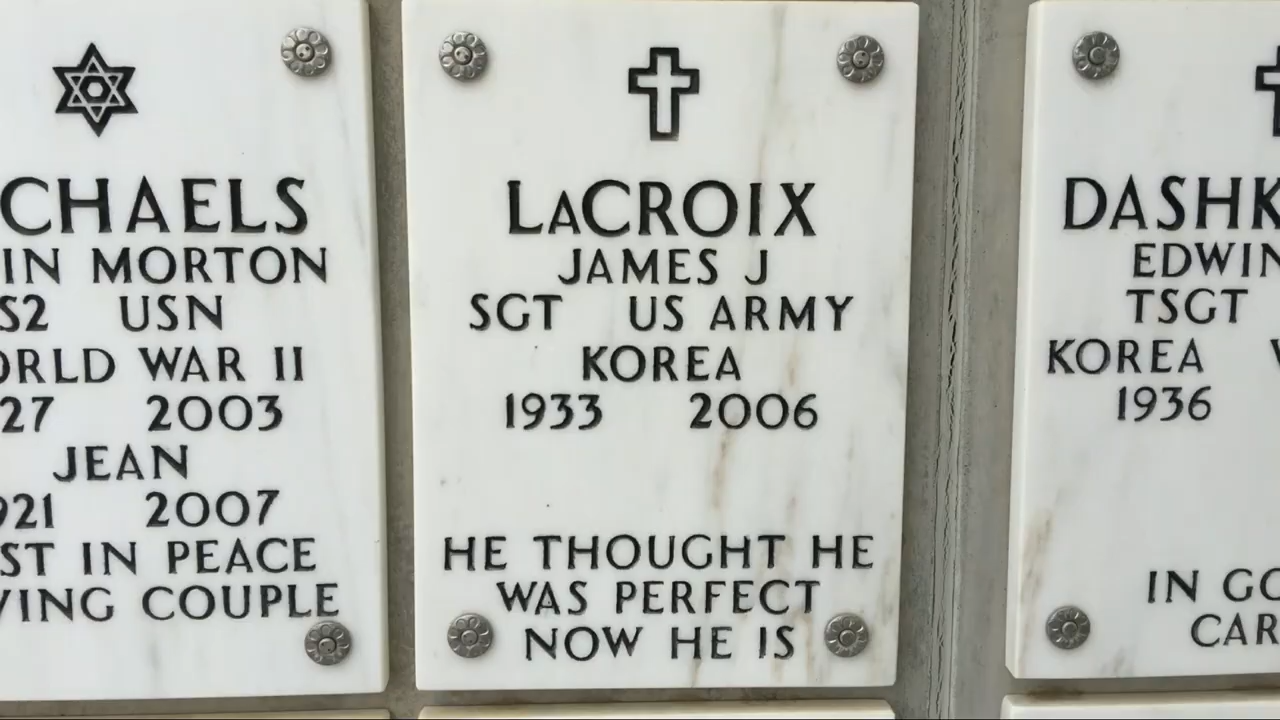 CHAELS
IN MORTON
S2 USN
ORLD WAR II
27 2003
JEAN
921 2007
ST IN PEACE
VING COUPLE
LaCROIX
JAMES J
SGT US ARMY
KOREA
1933 2006
HE THOUGHT HE
WAS PERFECT
NOW HE IS
DASHK
EDWIN
TSGT
KOREA
1936
IN GO
CAR